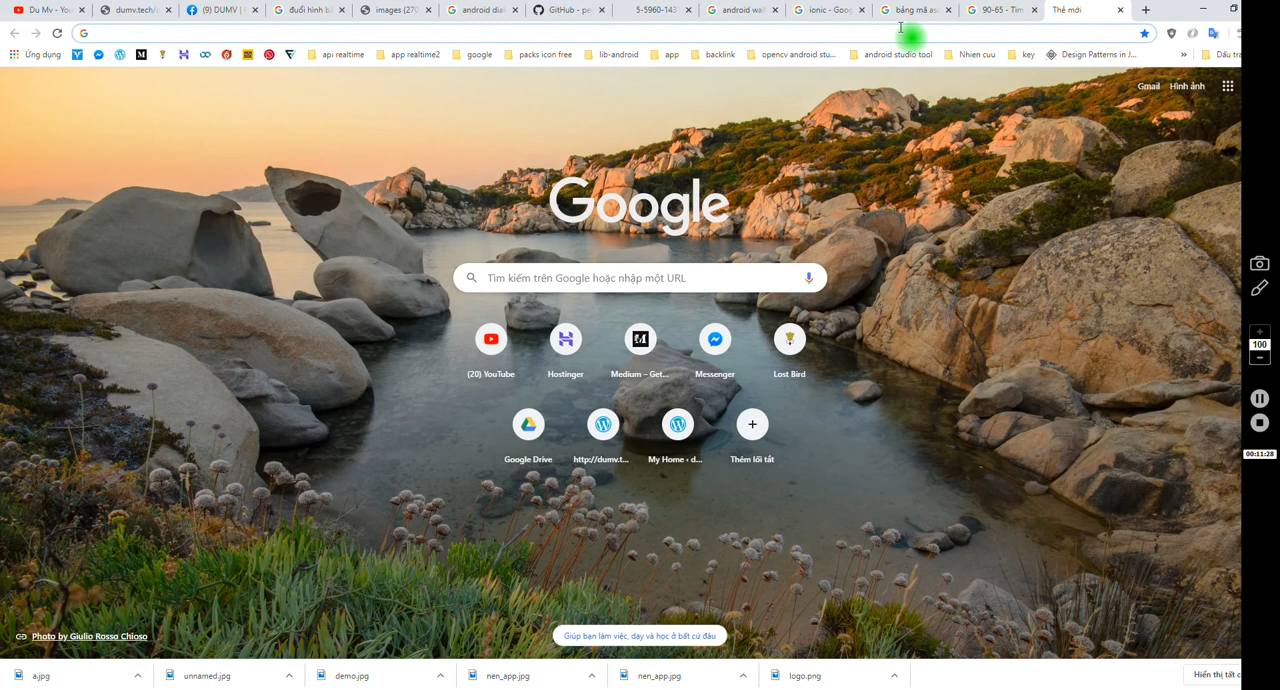 Du Mv - You
dumv.tech/
(9) DUMV |
đuổi hình b
images (270
android dial
GitHub - pe
5-5960-143
android wai
ionic - Goog
bảng mã as
90-65 - Tìm
Thẻ mới
Ứng dụng
api realtime
app realtime2
google
packs icon free
lib-android
app
backlink
opencv android stu...
android studio tool
Nhien cuu
key
Design Patterns in J...
»
Dấu tra
Gmail Hình ảnh
Google
Tìm kiếm trên Google hoặc nhập một URL
(20) YouTube
Hostinger
Medium – Get...
Messenger
Lost Bird
Google Drive
http://dumv.t...
My Home ‹ d...
Thêm lối tắt
100
00:11:28
Photo by Giulio Rosso Chioso
Giúp bạn làm việc, dạy và học ở bất cứ đâu
a.jpg
unnamed.jpg
demo.jpg
nen_app.jpg
nen_app.jpg
logo.png
Hiển thị tất c